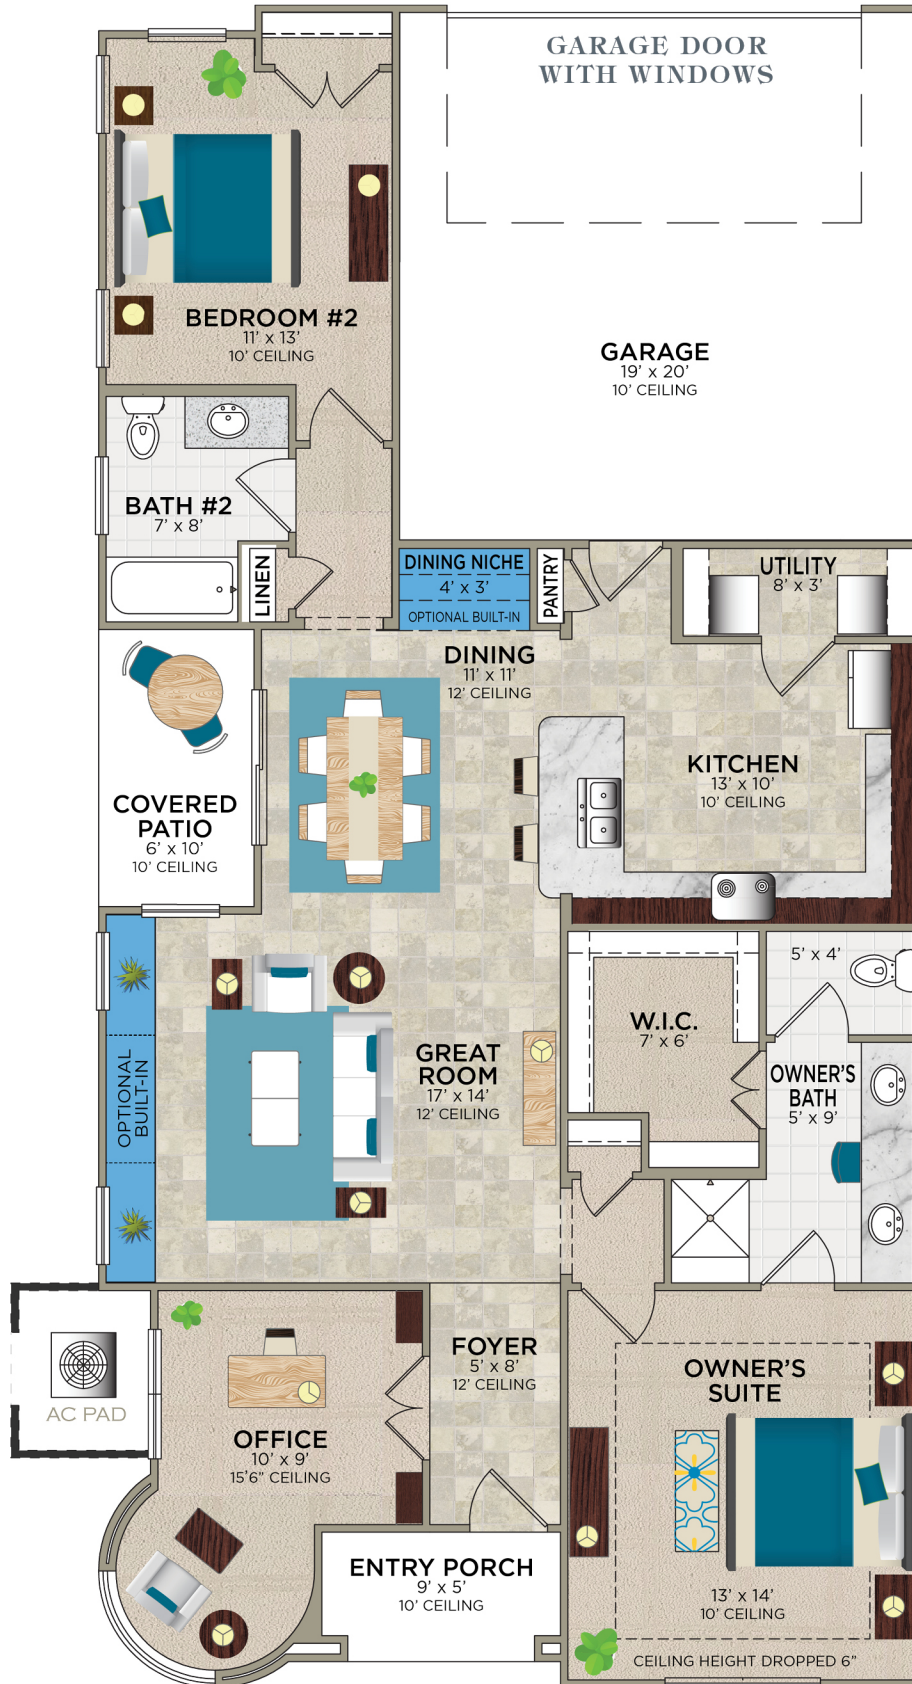 GARAGE DOOR
WITH WINDOWS
BEDROOM #2
11' x 13'
10' CEILING
GARAGE
19' x 20'
10' CEILING
BATH #2
7' x 8'
LINEN
DINING NICHE
4' x 3'
OPTIONAL BUILT-IN
PANTRY
UTILITY
8' x 3'
DINING
11' x 11'
12' CEILING
KITCHEN
13' x 10'
10' CEILING
COVERED
PATIO
6' x 10'
10' CEILING
5' x 4'
W.I.C.
7' x 6'
OPTIONAL
BUILT-IN
GREAT
ROOM
17' x 14'
12' CEILING
OWNER'S
BATH
5' x 9'
AC PAD
FOYER
5' x 8'
12' CEILING
OFFICE
10' x 9'
15'6" CEILING
OWNER'S
SUITE
13' x 14'
10' CEILING
CEILING HEIGHT DROPPED 6"
ENTRY PORCH
9' x 5'
10' CEILING